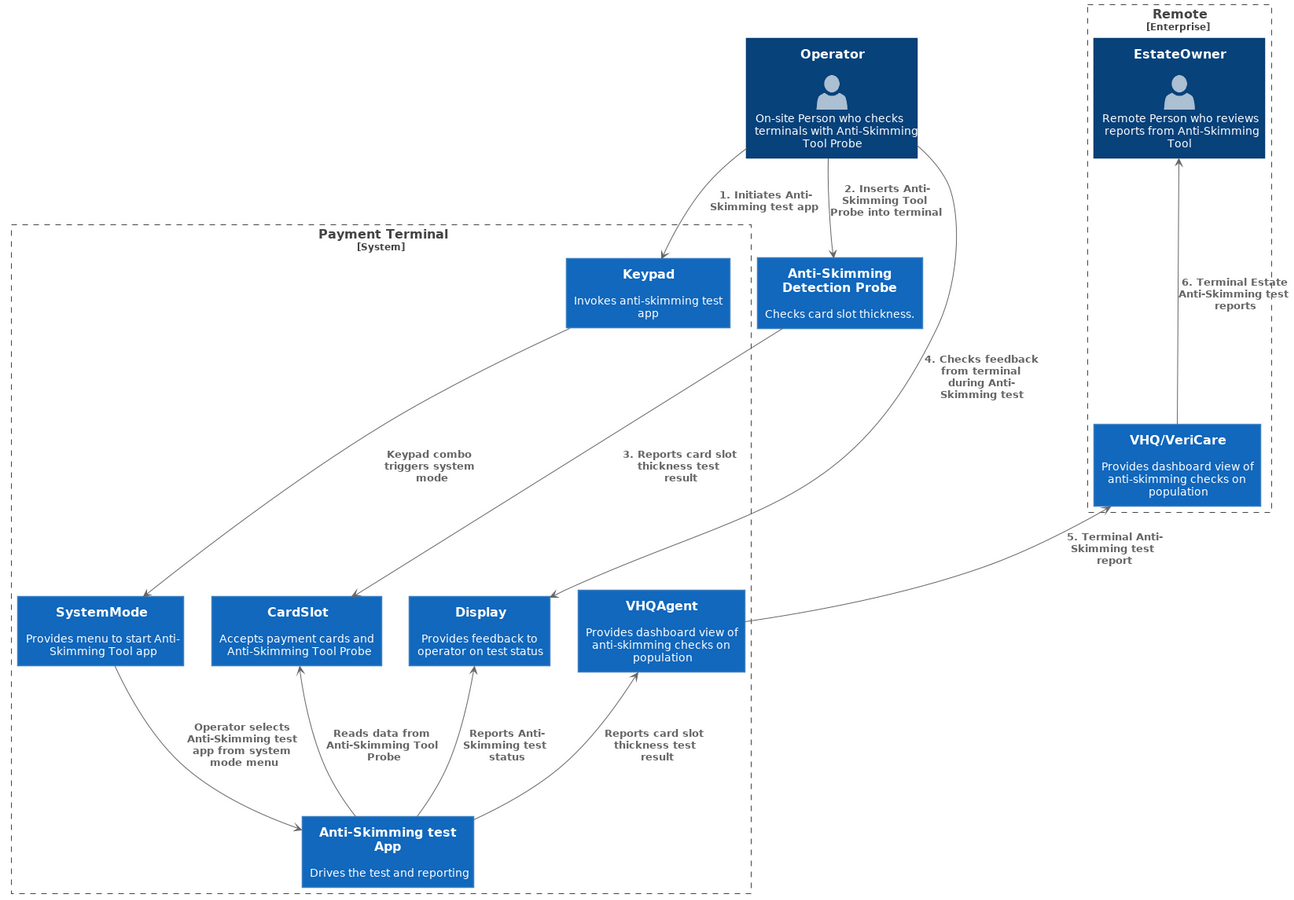 Remote
[Enterprise]
Operator
On-site Person who checks
terminals with Anti-Skimming
Tool Probe
EstateOwner
Remote Person who reviews
reports from Anti-Skimming
Tool
1. Initiates Anti-
Skimming test app
2. Inserts Anti-
Skimming Tool
Probe into terminal
Payment Terminal
[System]
Keypad
Invokes anti-skimming test
app
Anti-Skimming
Detection Probe
Checks card slot thickness.
6. Terminal Estate
Anti-Skimming test
reports
4. Checks feedback
from terminal
during Anti-
Skimming test
Keypad combo
triggers system
mode
3. Reports card slot
thickness test
result
VHQ/VeriCare
Provides dashboard view of
anti-skimming checks on
population
5. Terminal Anti-
Skimming test
report
SystemMode
Provides menu to start Anti-
Skimming Tool app
CardSlot
Accepts payment cards and
Anti-Skimming Tool Probe
Display
Provides feedback to
operator on test status
VHQAgent
Provides dashboard view of
anti-skimming checks on
population
Operator selects
Anti-Skimming test
app from system
mode menu
Reads data from
Anti-Skimming Tool
Probe
Reports Anti-
Skimming test
status
Reports card slot
thickness test
result
Anti-Skimming test
App
Drives the test and reporting